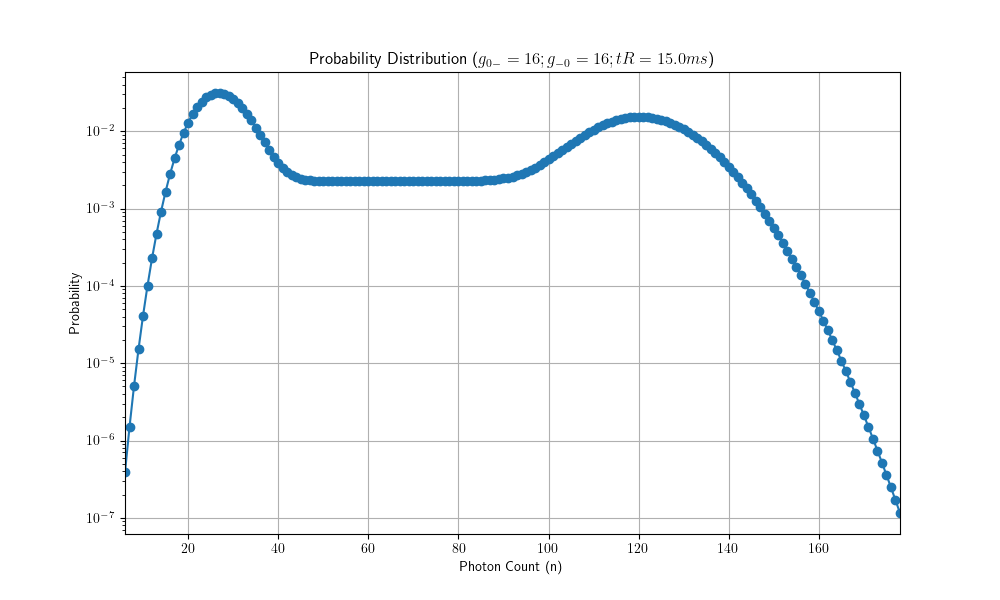 Probability Distribution ($g_{0-} = 16; g_{-0} = 16; tR = 15.0ms$)
Probability
10⁻²
10⁻³
10⁻⁴
10⁻⁵
10⁻⁶
10⁻⁷
20 40 60 80 100 120 140 160
Photon Count (n)